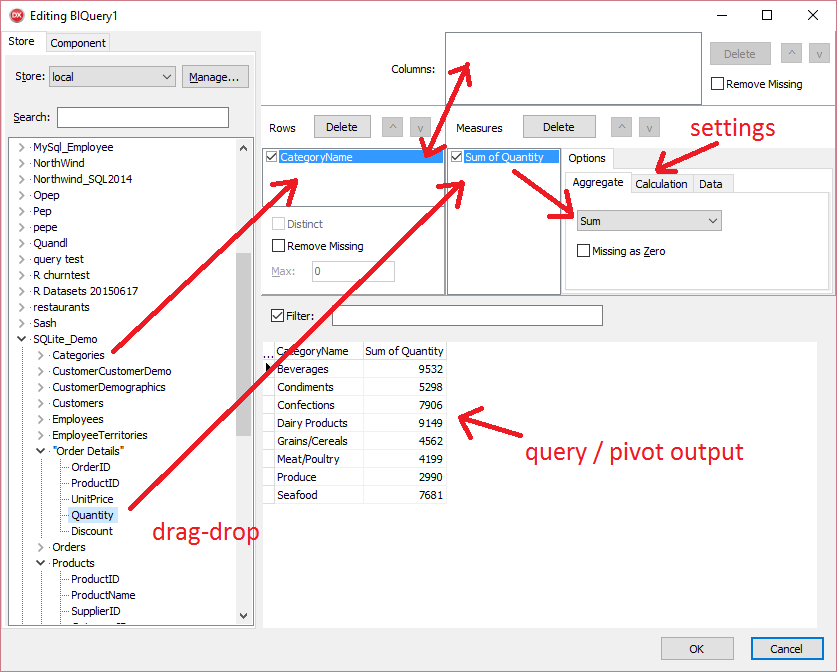 Editing BIQuery1
Store Component
Store: local Manage...
Search:
MySql_Employee
NorthWind
Northwind_SQL2014
Opep
Pep
pepe
Quandl
query test
R churntest
R Datasets 20150617
restaurants
Sash
SQLite_Demo
Categories
CustomerCustomerDemo
CustomerDemographics
Customers
Employees
EmployeeTerritories
"Order Details"
OrderID
ProductID
UnitPrice
Quantity
Discount
Orders
Products
ProductID
ProductName
SupplierID
Columns: Delete ^ v
Remove Missing
Rows Delete ^ v
CategoryName
Distinct
Remove Missing
Max: 0
Measures Delete ^ v
Sum of Quantity
settings
Options
Aggregate Calculation Data
Sum
Missing as Zero
Filter:
... CategoryName Sum of Quantity
Beverages 9532
Condiments 5298
Confections 7906
Dairy Products 9149
Grains/Cereals 4562
Meat/Poultry 4199
Produce 2990
Seafood 7681
query / pivot output
drag-drop
OK Cancel